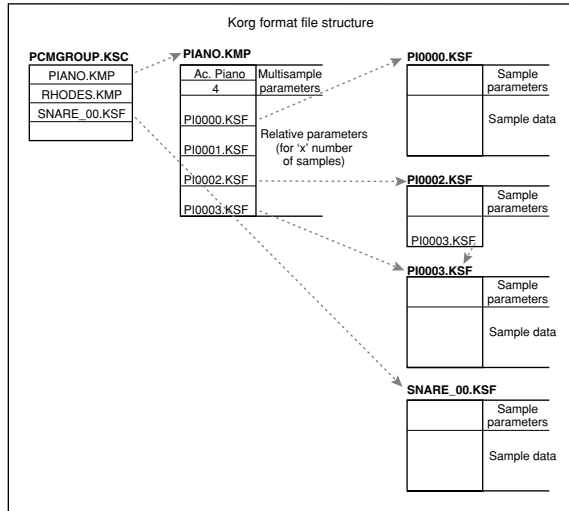 Korg format file structure
PCMGROUP.KSC
PIANO.KMP
RHODES.KMP
SNARE_00.KSF
PIANO.KMP
Ac. Piano
4
PI0000.KSF
PI0001.KSF
PI0002.KSF
PI0003.KSF
Multisample
parameters
Relative parameters
(for ‘x’ number
of samples)
PI0000.KSF
Sample
parameters
Sample data
PI0002.KSF
Sample
parameters
PI0003.KSF
PI0003.KSF
Sample
parameters
Sample data
SNARE_00.KSF
Sample
parameters
Sample data